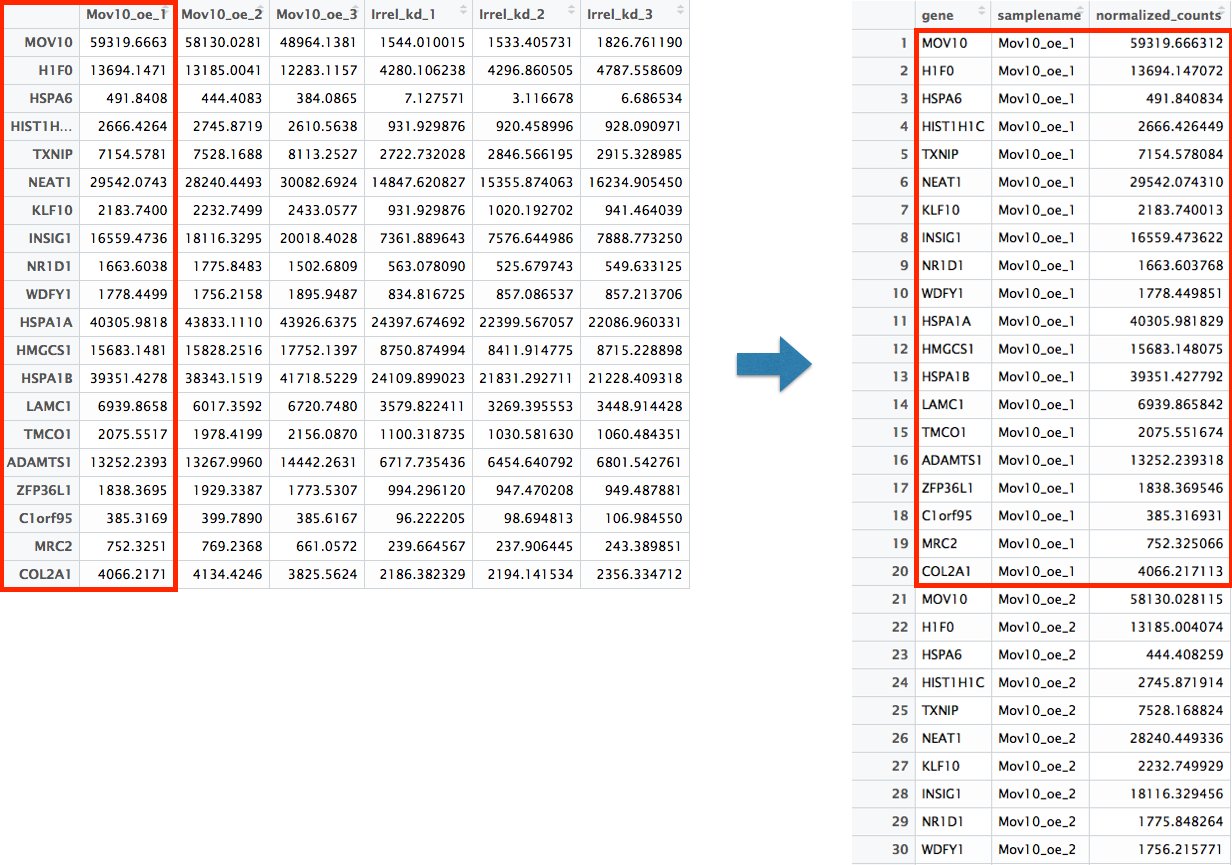 Mov10_oe_1 Mov10_oe_2 Mov10_oe_3 Irrel_kd_1 Irrel_kd_2 Irrel_kd_3
MOV10 59319.6663 58130.0281 48964.1381 1544.010015 1533.405731 1826.761190
H1F0 13694.1471 13185.0041 12283.1157 4280.106238 4296.860505 4787.558609
HSPA6 491.8408 444.4083 384.0865 7.127571 3.116678 6.686534
HIST1H... 2666.4264 2745.8719 2610.5638 931.929876 920.458996 928.090971
TXNIP 7154.5781 7528.1688 8113.2527 2722.732028 2846.566195 2915.328985
NEAT1 29542.0743 28240.4493 30082.6924 14847.620827 15355.874063 16234.905450
KLF10 2183.7400 2232.7499 2433.0577 931.929876 1020.192702 941.464039
INSIG1 16559.4736 18116.3295 20018.4028 7361.889643 7576.644986 7888.773250
NR1D1 1663.6038 1775.8483 1502.6809 563.078090 525.679743 549.633125
WDFY1 1778.4499 1756.2158 1895.9487 834.816725 857.086537 857.213706
HSPA1A 40305.9818 43833.1110 43926.6375 24397.674692 22399.567057 22086.960331
HMGCS1 15683.1481 15828.2516 17752.1397 8750.874994 8411.914775 8715.228898
HSPA1B 39351.4278 38343.1519 41718.5229 24109.899023 21831.292711 21228.409318
LAMC1 6939.8658 6017.3592 6720.7480 3579.822411 3269.395553 3448.914428
TMCO1 2075.5517 1978.4199 2156.0870 1100.318735 1030.581630 1060.484351
ADAMTS1 13252.2393 13267.9960 14442.2631 6717.735436 6454.640792 6801.542761
ZFP36L1 1838.3695 1929.3387 1773.5307 994.296120 947.470208 949.487881
C1orf95 385.3169 399.7890 385.6167 96.222205 98.694813 106.984550
MRC2 752.3251 769.2368 661.0572 239.664567 237.906445 243.389851
COL2A1 4066.2171 4134.4246 3825.5624 2186.382329 2194.141534 2356.334712
gene samplename normalized_counts
1 MOV10 Mov10_oe_1 59319.666312
2 H1F0 Mov10_oe_1 13694.147072
3 HSPA6 Mov10_oe_1 491.840834
4 HIST1H1C Mov10_oe_1 2666.426449
5 TXNIP Mov10_oe_1 7154.578084
6 NEAT1 Mov10_oe_1 29542.074310
7 KLF10 Mov10_oe_1 2183.740013
8 INSIG1 Mov10_oe_1 16559.473622
9 NR1D1 Mov10_oe_1 1663.603768
10 WDFY1 Mov10_oe_1 1778.449851
11 HSPA1A Mov10_oe_1 40305.981829
12 HMGCS1 Mov10_oe_1 15683.148075
13 HSPA1B Mov10_oe_1 39351.427792
14 LAMC1 Mov10_oe_1 6939.865842
15 TMCO1 Mov10_oe_1 2075.551674
16 ADAMTS1 Mov10_oe_1 13252.239318
17 ZFP36L1 Mov10_oe_1 1838.369546
18 C1orf95 Mov10_oe_1 385.316931
19 MRC2 Mov10_oe_1 752.325066
20 COL2A1 Mov10_oe_1 4066.217113
21 MOV10 Mov10_oe_2 58130.028115
22 H1F0 Mov10_oe_2 13185.004074
23 HSPA6 Mov10_oe_2 444.408259
24 HIST1H1C Mov10_oe_2 2745.871914
25 TXNIP Mov10_oe_2 7528.168824
26 NEAT1 Mov10_oe_2 28240.449336
27 KLF10 Mov10_oe_2 2232.749929
28 INSIG1 Mov10_oe_2 18116.329456
29 NR1D1 Mov10_oe_2 1775.848264
30 WDFY1 Mov10_oe_2 1756.215771